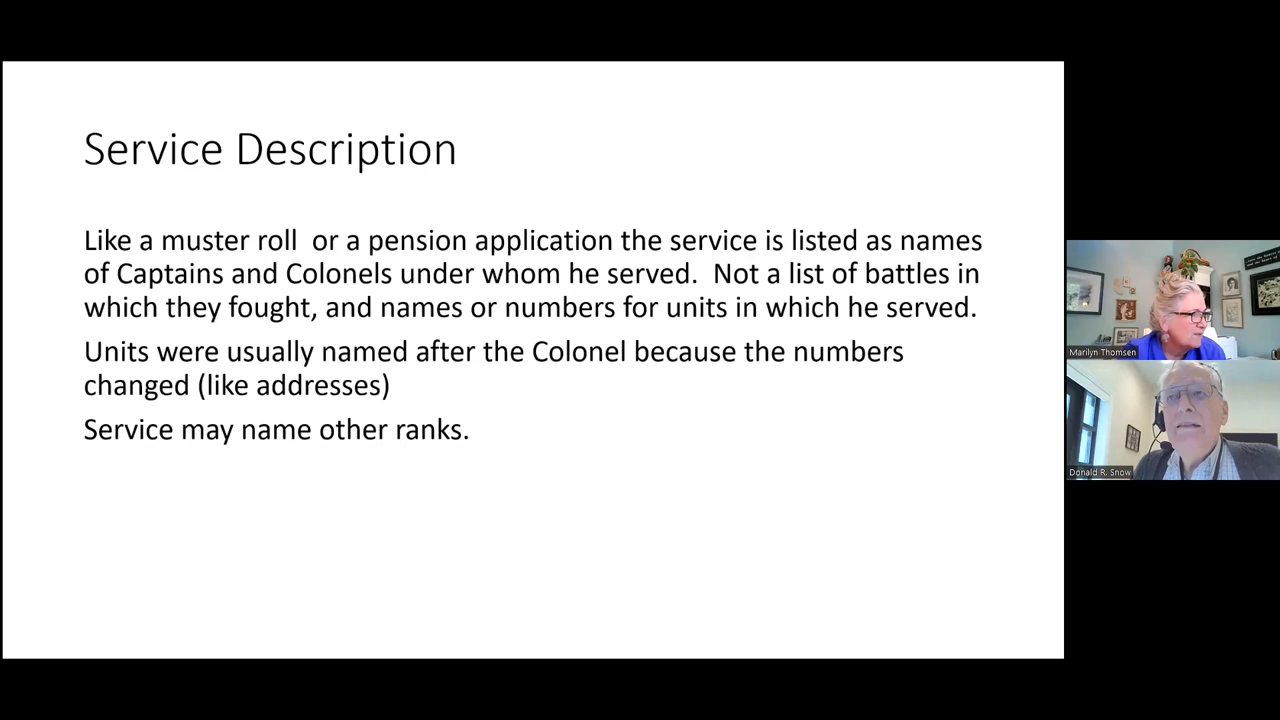 Service Description
Like a muster roll  or a pension application the service is listed as names
of Captains and Colonels under whom he served.  Not a list of battles in
which they fought, and names or numbers for units in which he served.
Units were usually named after the Colonel because the numbers
changed (like addresses)
Service may name other ranks.
Marilyn Thomsen
Donald R. Snow